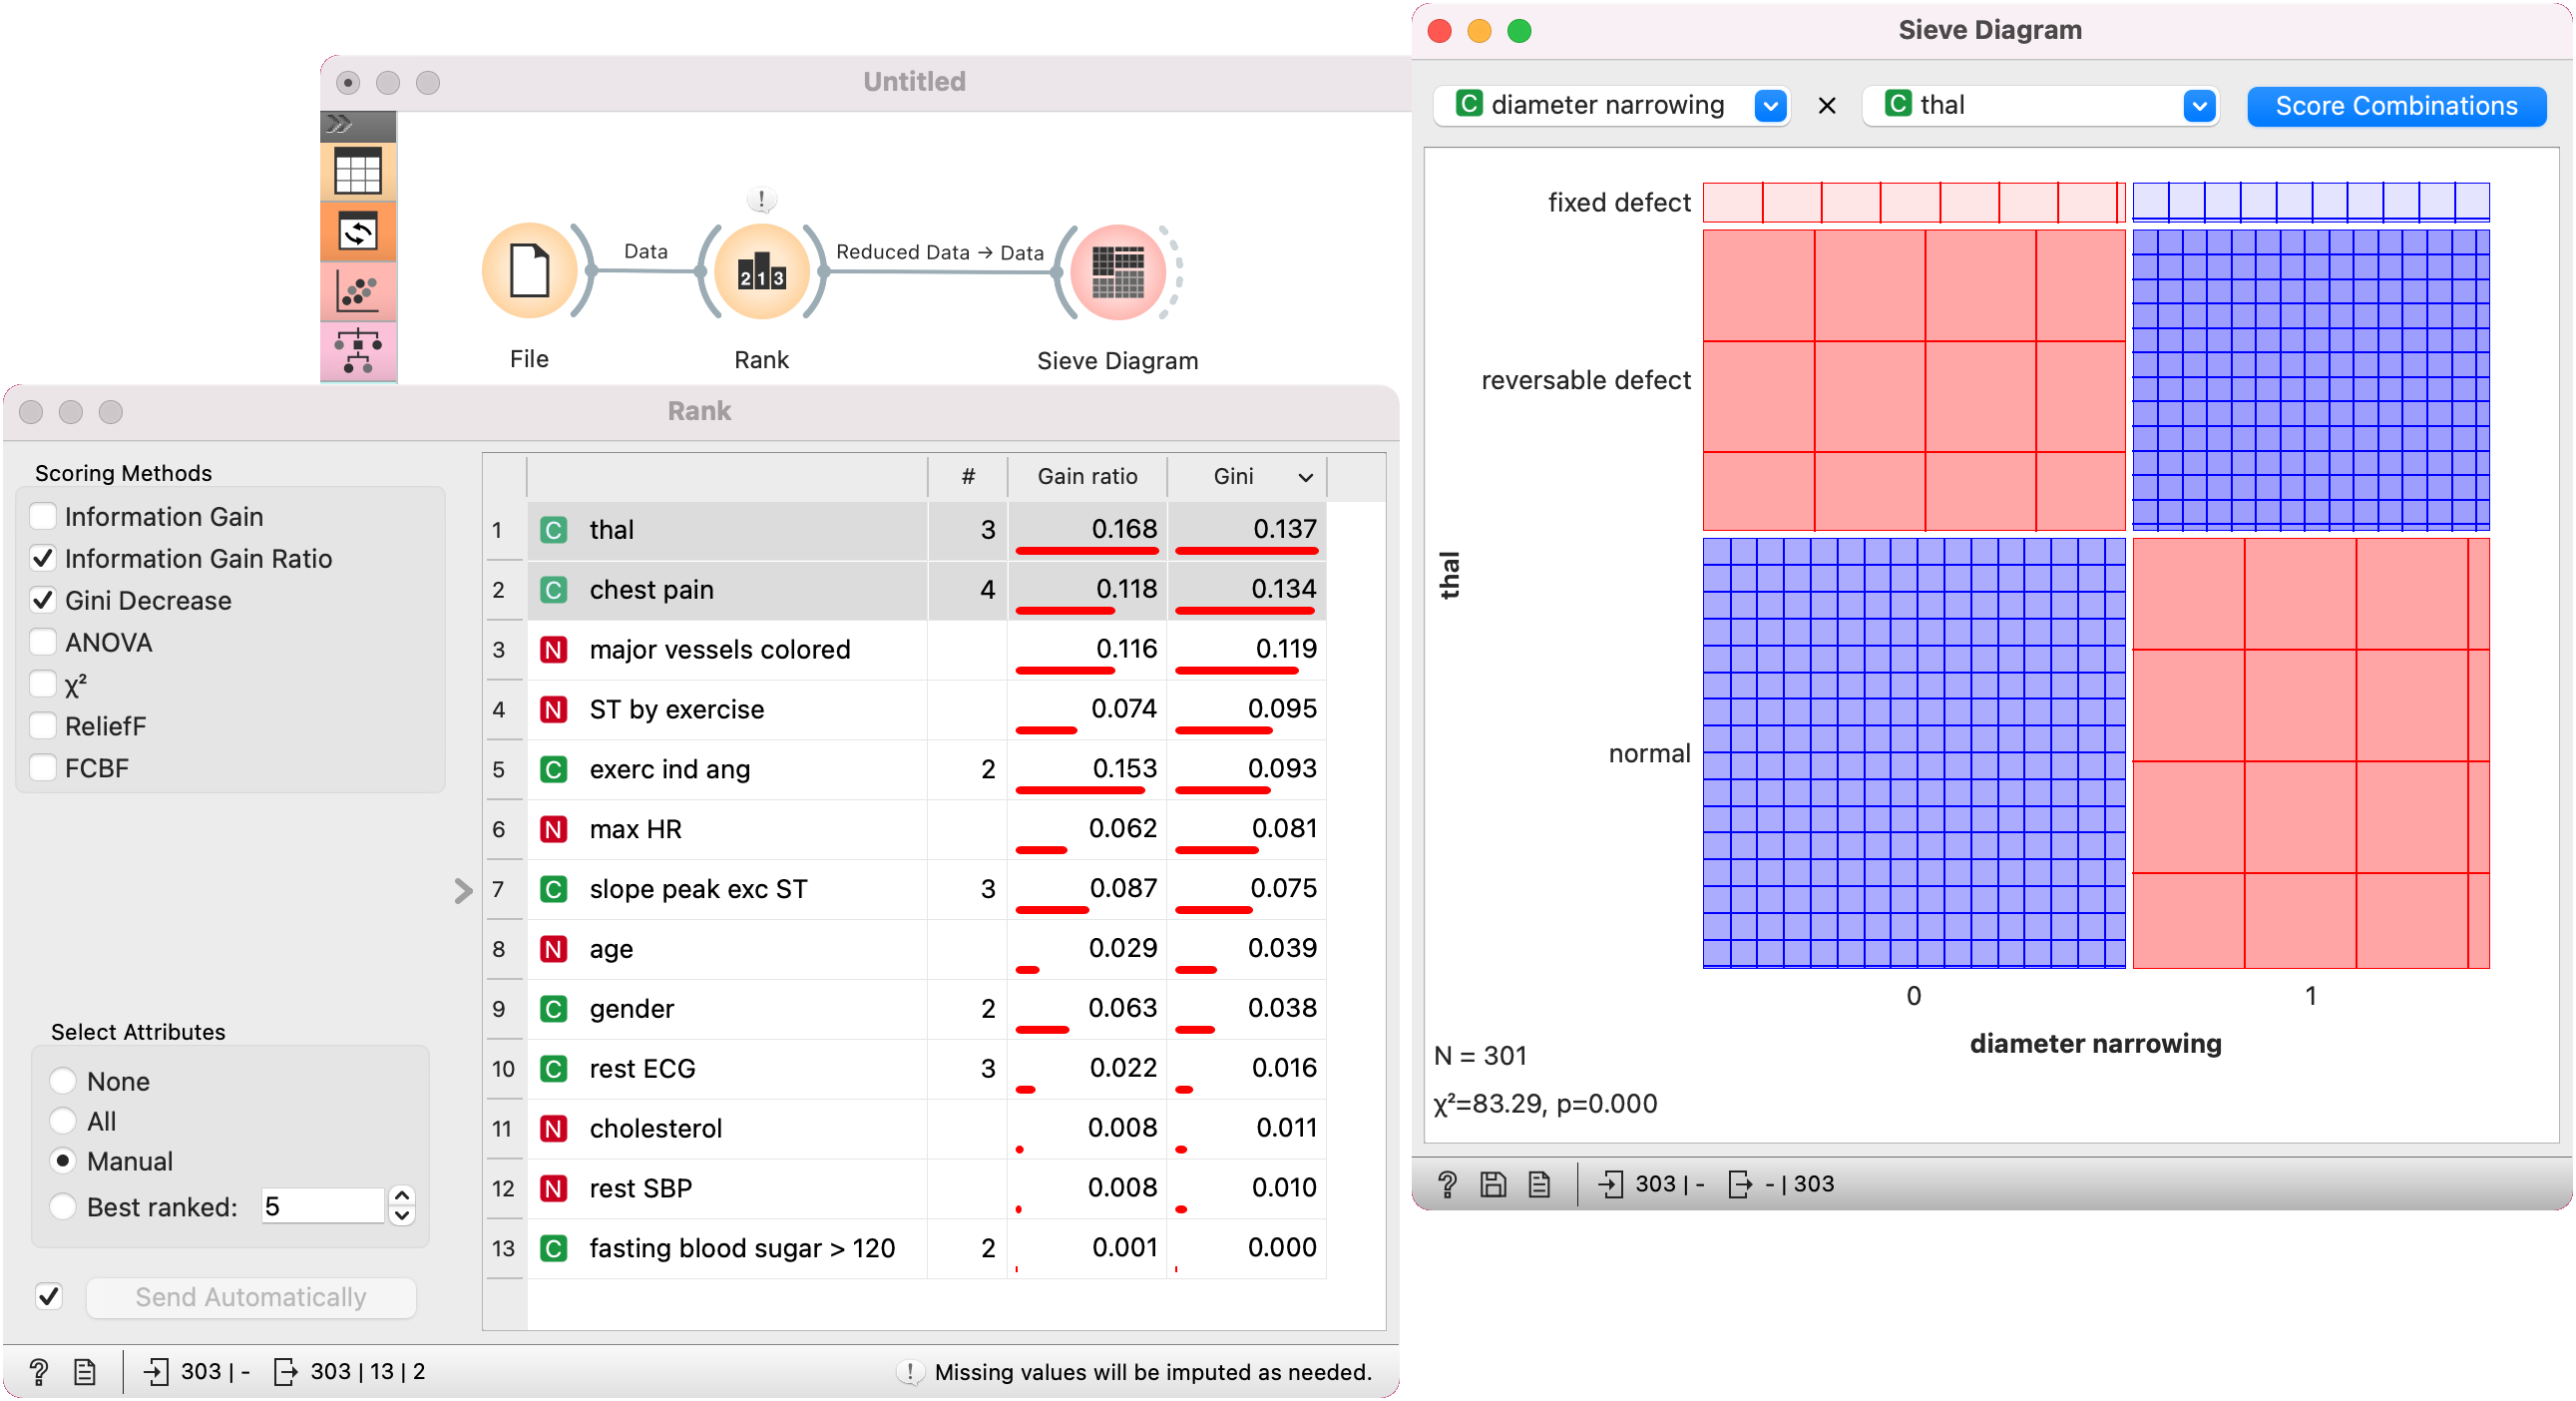 Untitled
!
Data
Reduced Data → Data
2 1 3
File
Rank
Sieve Diagram
Rank
Scoring Methods
Information Gain
Information Gain Ratio
Gini Decrease
ANOVA
χ²
ReliefF
FCBF
Select Attributes
None
All
Manual
Best ranked: 5
Send Automatically
# Gain ratio Gini
1 C thal 3 0.168 0.137
2 C chest pain 4 0.118 0.134
3 N major vessels colored 0.116 0.119
4 N ST by exercise 0.074 0.095
5 C exerc ind ang 2 0.153 0.093
6 N max HR 0.062 0.081
7 C slope peak exc ST 3 0.087 0.075
8 N age 0.029 0.039
9 C gender 2 0.063 0.038
10 C rest ECG 3 0.022 0.016
11 N cholesterol 0.008 0.011
12 N rest SBP 0.008 0.010
13 C fasting blood sugar > 120 2 0.001 0.000
? 303 | - 303 | 13 | 2
! Missing values will be imputed as needed.
Sieve Diagram
C diameter narrowing × C thal Score Combinations
fixed defect
reversable defect
normal
thal
0 1
diameter narrowing
N = 301
χ²=83.29, p=0.000
? 303 | - - | 303